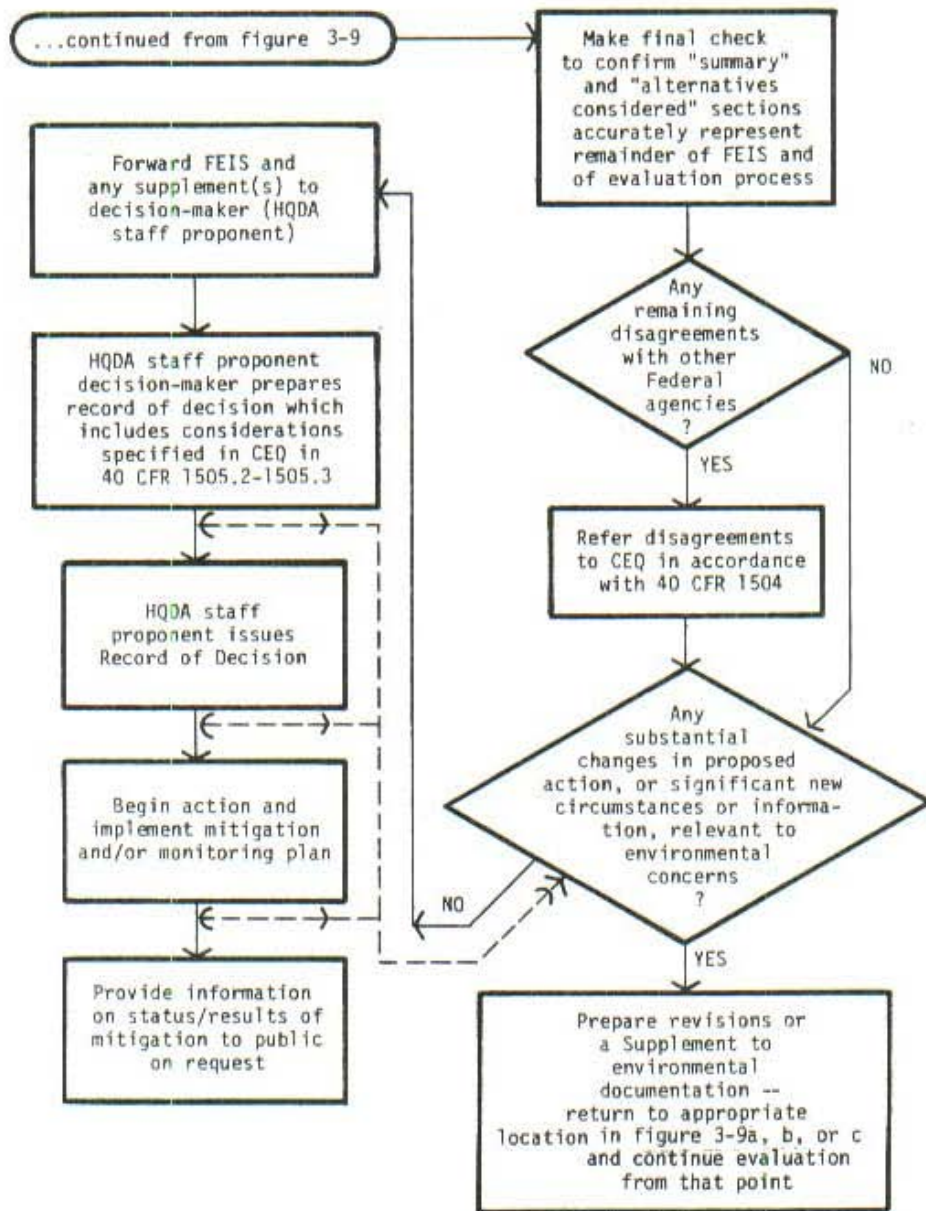 ...continued from figure 3-9
Make final check
to confirm "summary"
and "alternatives
considered" sections
accurately represent
remainder of FEIS and
of evaluation process
Any
remaining
disagreements
with other
Federal
agencies
?
NO
YES
Refer disagreements
to CEQ in accordance
with 40 CFR 1504
Any
substantial
changes in proposed
action, or significant new
circumstances or informa-
tion, relevant to
environmental
concerns
?
NO
YES
Prepare revisions or
a Supplement to
environmental
documentation --
return to appropriate
location in figure 3-9a, b, or c
and continue evaluation
from that point
Forward FEIS and
any supplement(s) to
decision-maker (HQDA
staff proponent)
HQDA staff proponent
decision-maker prepares
record of decision which
includes considerations
specified in CEQ in
40 CFR 1505.2-1505.3
HQDA staff
proponent issues
Record of Decision
Begin action and
implement mitigation
and/or monitoring plan
Provide information
on status/results of
mitigation to public
on request